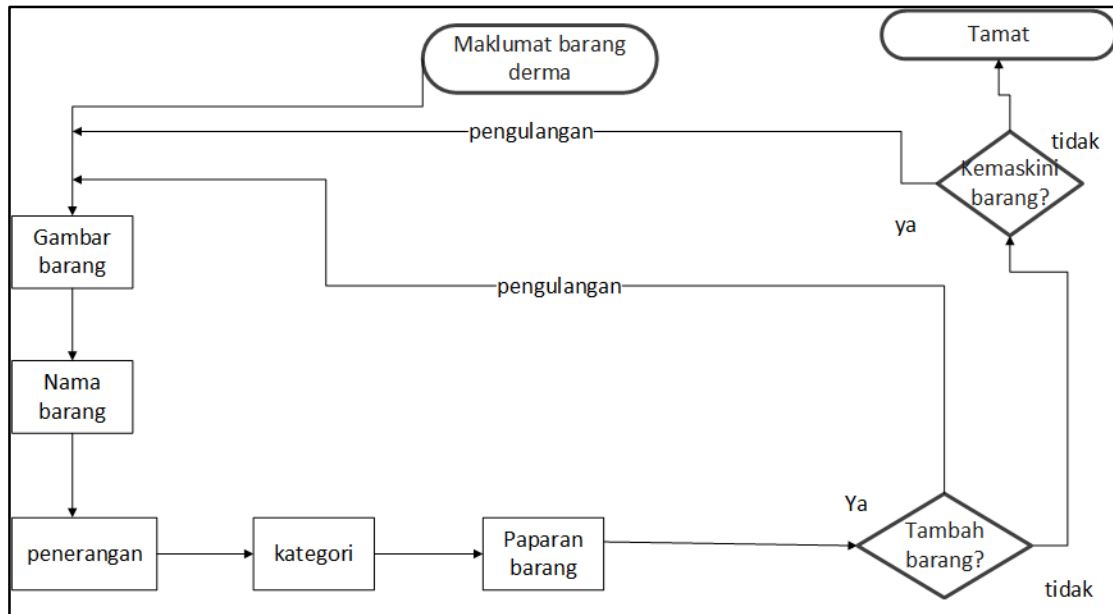 Maklumat barang
derma
Tamat
pengulangan
tidak
Kemaskini
barang?
ya
Gambar
barang
pengulangan
Nama
barang
Ya
penerangan
kategori
Paparan
barang
Tambah
barang?
tidak